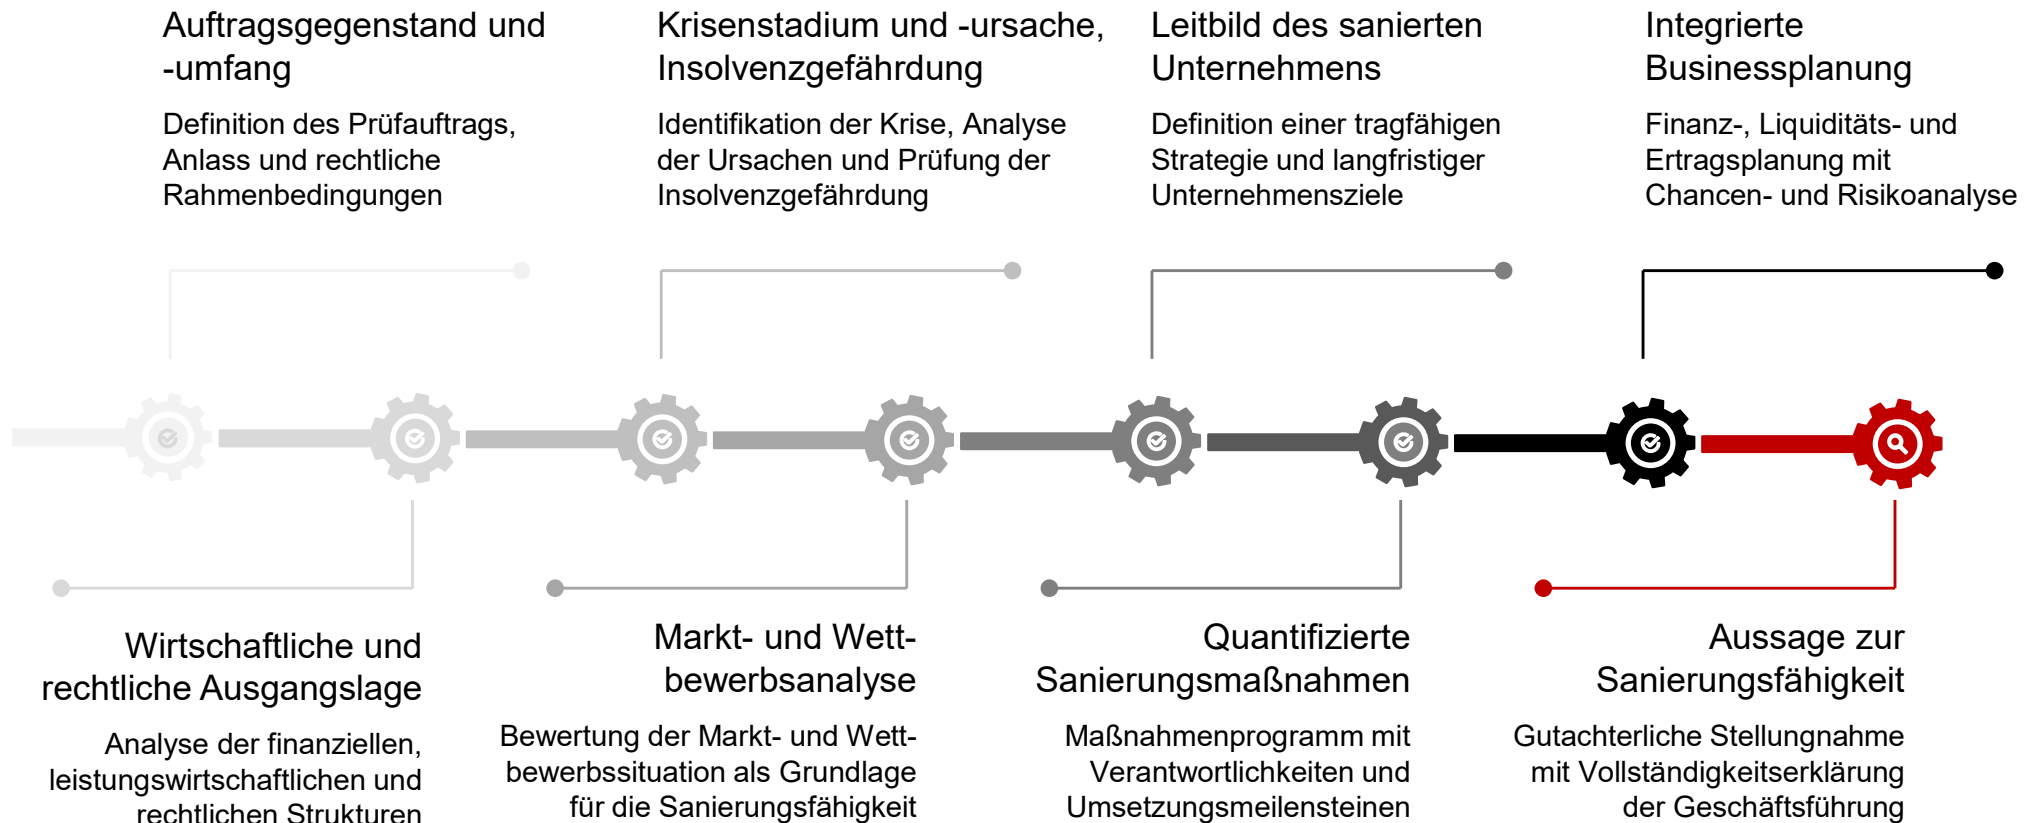 Auftragsgegenstand und
-umfang
Definition des Prüfauftrags,
Anlass und rechtliche
Rahmenbedingungen
Krisenstadium und -ursache,
Insolvenzgefährdung
Identifikation der Krise, Analyse
der Ursachen und Prüfung der
Insolvenzgefährdung
Leitbild des sanierten
Unternehmens
Definition einer tragfähigen
Strategie und langfristiger
Unternehmensziele
Integrierte
Businessplanung
Finanz-, Liquiditäts- und
Ertragsplanung mit
Chancen- und Risikoanalyse
Wirtschaftliche und
rechtliche Ausgangslage
Analyse der finanziellen,
leistungswirtschaftlichen und
rechtlichen Strukturen
Markt- und Wett-
bewerbsanalyse
Bewertung der Markt- und Wett-
bewerbssituation als Grundlage
für die Sanierungsfähigkeit
Quantifizierte
Sanierungsmaßnahmen
Maßnahmenprogramm mit
Verantwortlichkeiten und
Umsetzungsmeilensteinen
Aussage zur
Sanierungsfähigkeit
Gutachterliche Stellungnahme
mit Vollständigkeitserklärung
der Geschäftsführung